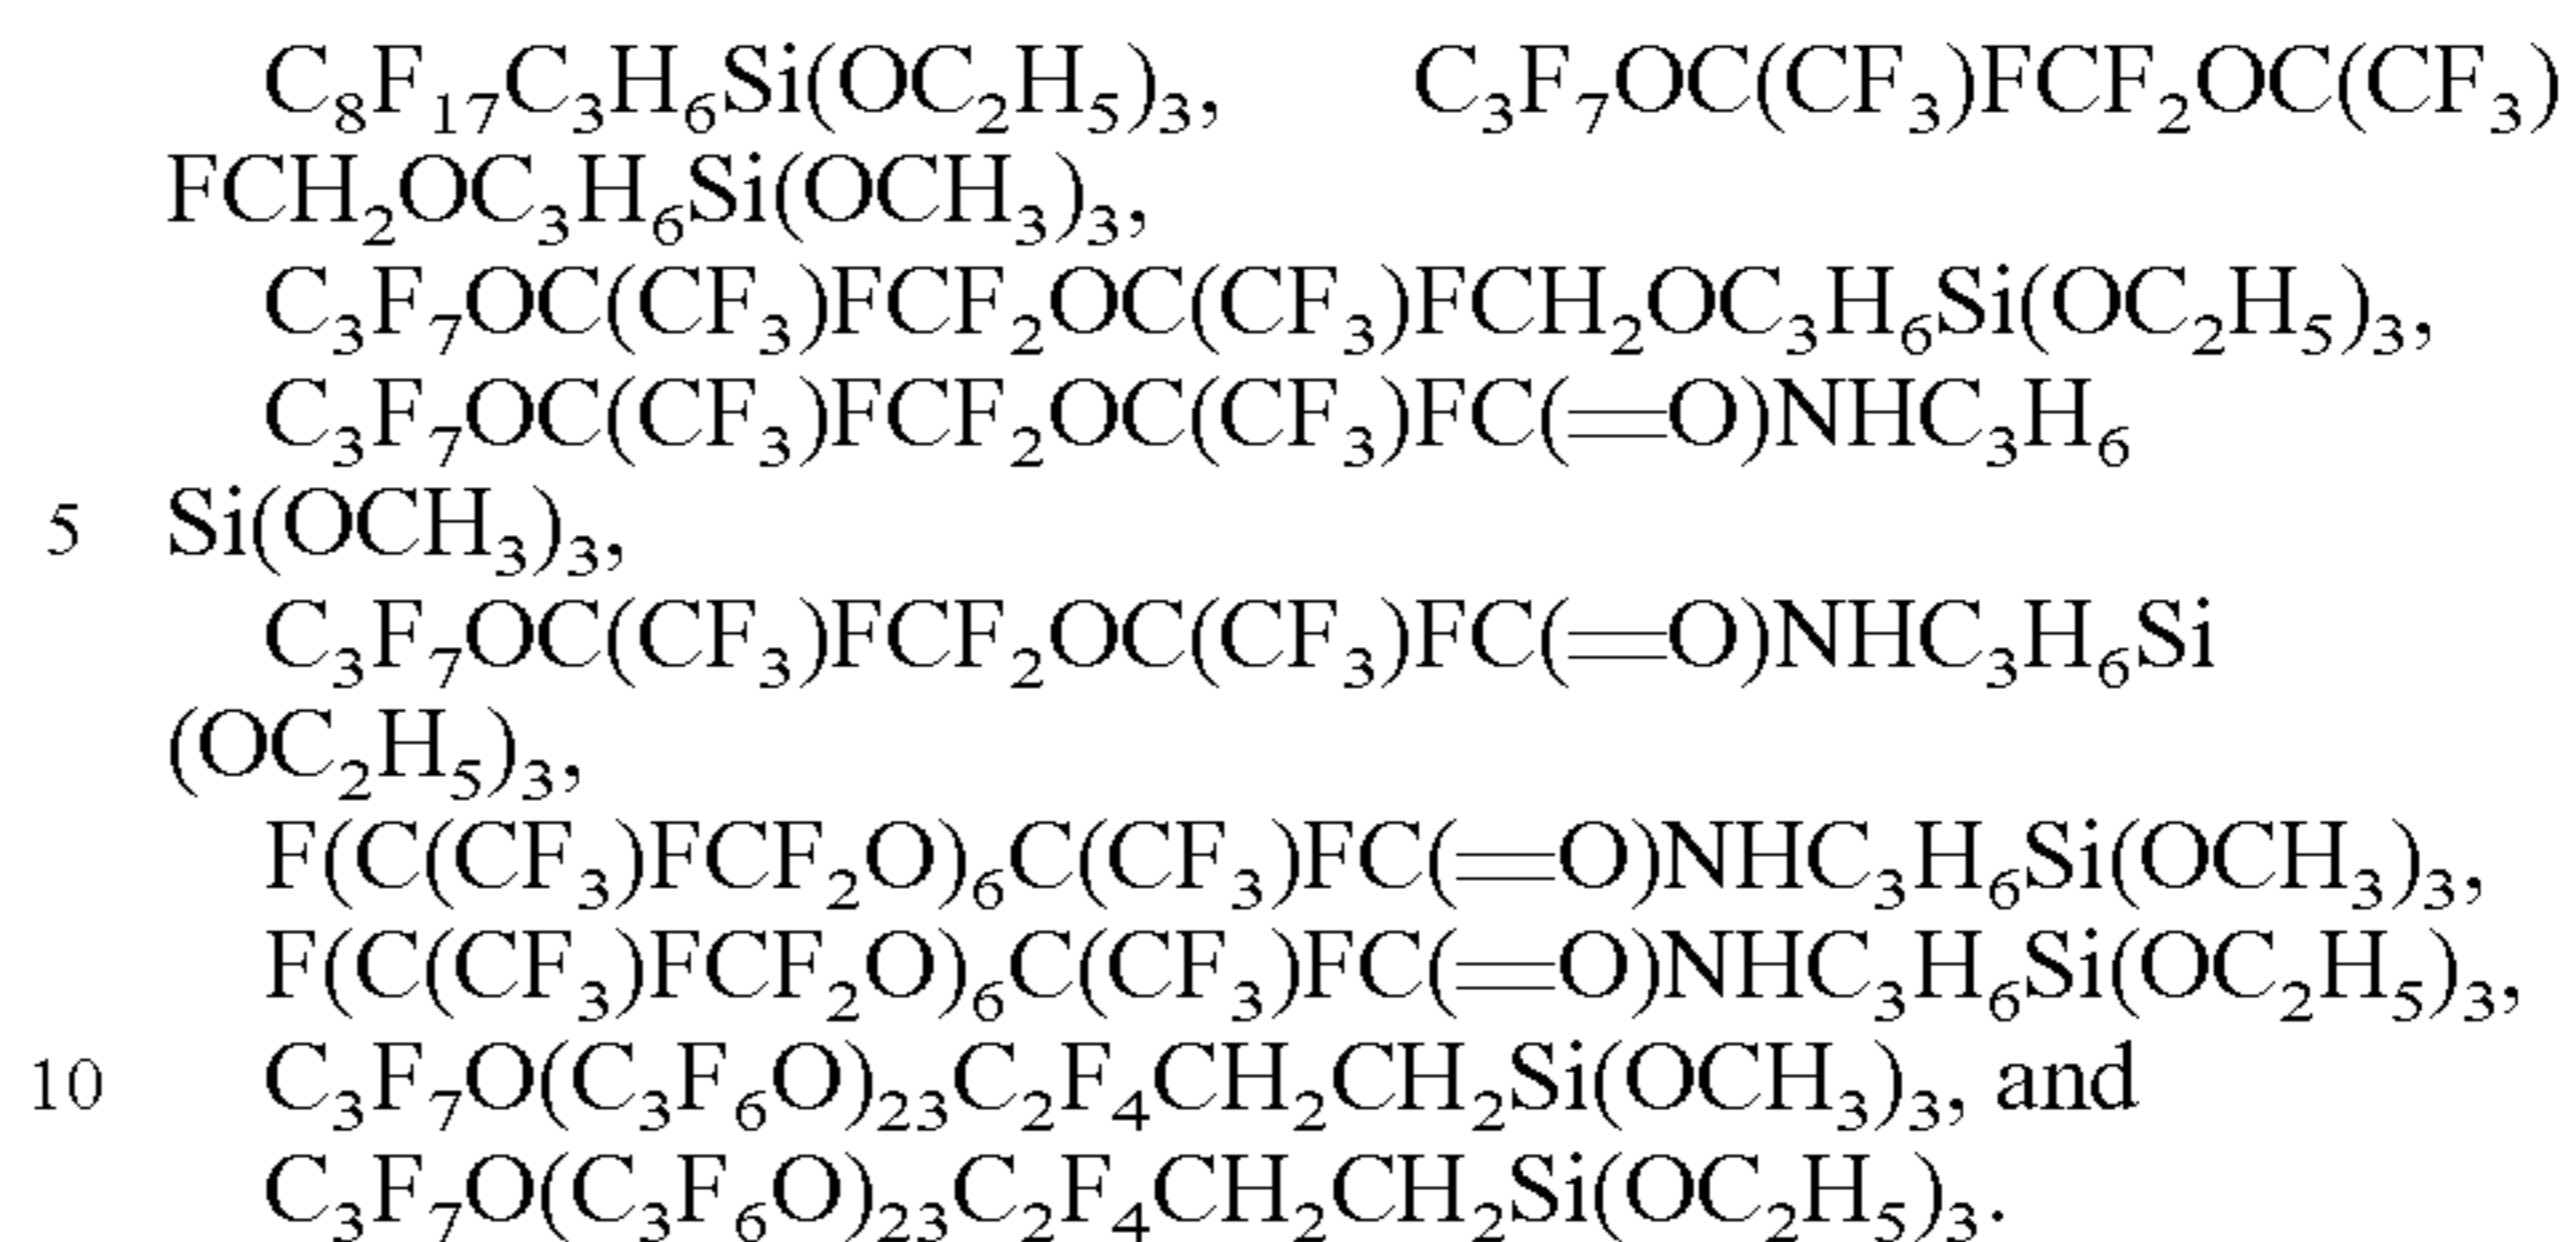 C₈F₁₇C₃H₆Si(OC₂H₅)₃, C₃F₇OC(CF₃)FCF₂OC(CF₃)
FCH₂OC₃H₆Si(OCH₃)₃,
C₃F₇OC(CF₃)FCF₂OC(CF₃)FCH₂OC₃H₆Si(OC₂H₅)₃,
C₃F₇OC(CF₃)FCF₂OC(CF₃)FC(=O)NHC₃H₆
5 Si(OCH₃)₃,
C₃F₇OC(CF₃)FCF₂OC(CF₃)FC(=O)NHC₃H₆Si
(OC₂H₅)₃,
F(C(CF₃)FCF₂O)₆C(CF₃)FC(=O)NHC₃H₆Si(OCH₃)₃,
F(C(CF₃)FCF₂O)₆C(CF₃)FC(=O)NHC₃H₆Si(OC₂H₅)₃,
10 C₃F₇O(C₃F₆O)₂₃C₂F₄CH₂CH₂Si(OCH₃)₃, and
C₃F₇O(C₃F₆O)₂₃C₂F₄CH₂CH₂Si(OC₂H₅)₃.